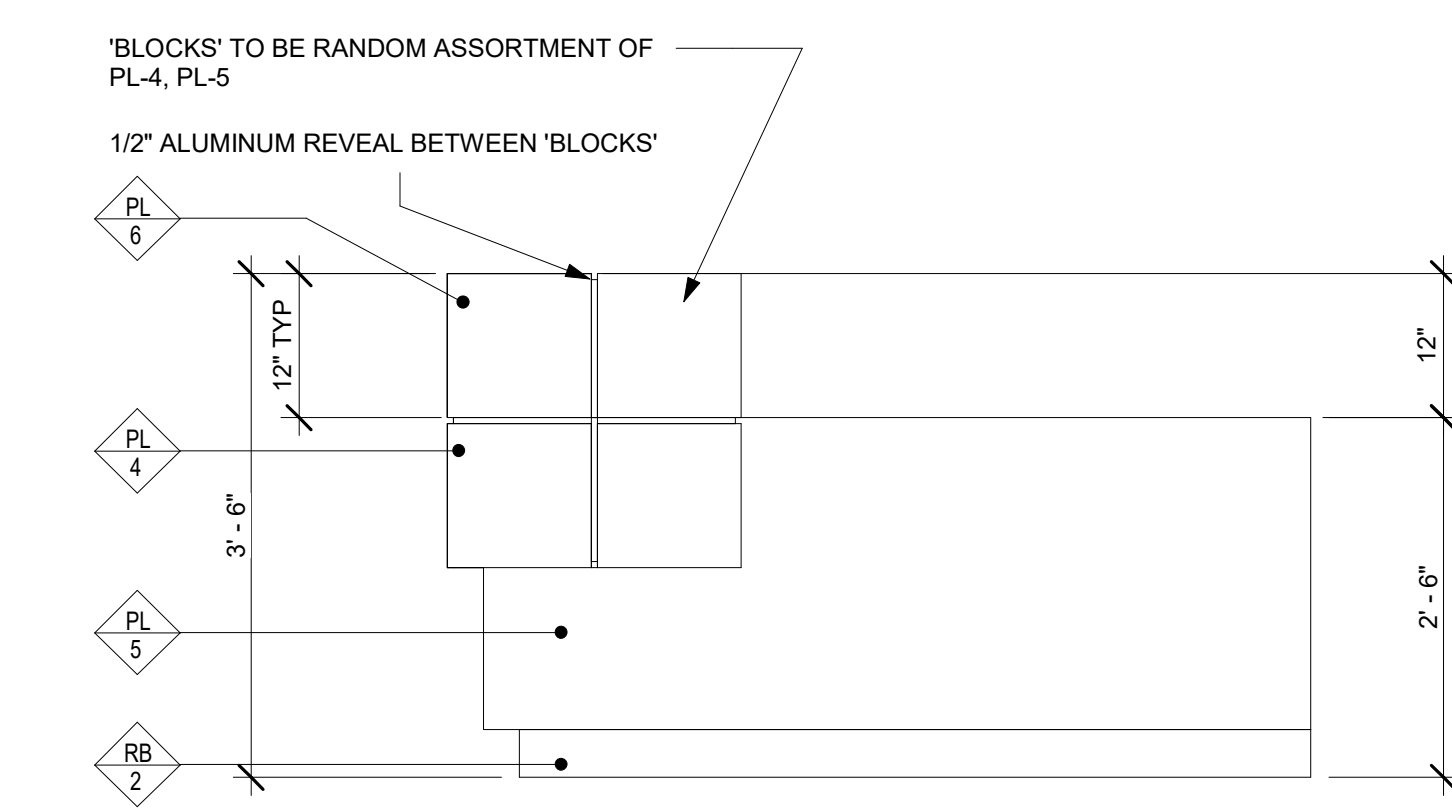 'BLOCKS' TO BE RANDOM ASSORTMENT OF
PL-4, PL-5
1/2" ALUMINUM REVEAL BETWEEN 'BLOCKS'
PL
6
12" TYP
12"
PL
4
3' - 6"
2' - 6"
PL
5
RB
2